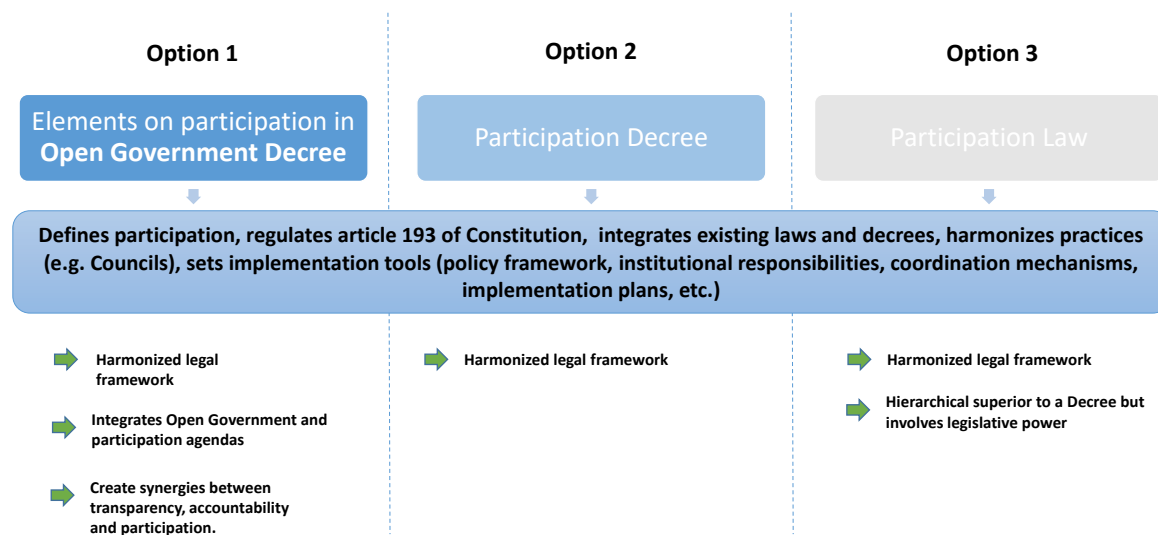 Option 1
Elements on participation in
Open Government Decree
Option 2
Participation Decree
Option 3
Participation Law
Defines participation, regulates article 193 of Constitution, integrates existing laws and decrees, harmonizes practices
(e.g. Councils), sets implementation tools (policy framework, institutional responsibilities, coordination mechanisms,
implementation plans, etc.)
Harmonized legal
framework
Integrates Open Government and
participation agendas
Create synergies between
transparency, accountability
and participation.
Harmonized legal framework
Harmonized legal framework
Hierarchical superior to a Decree but
involves legislative power